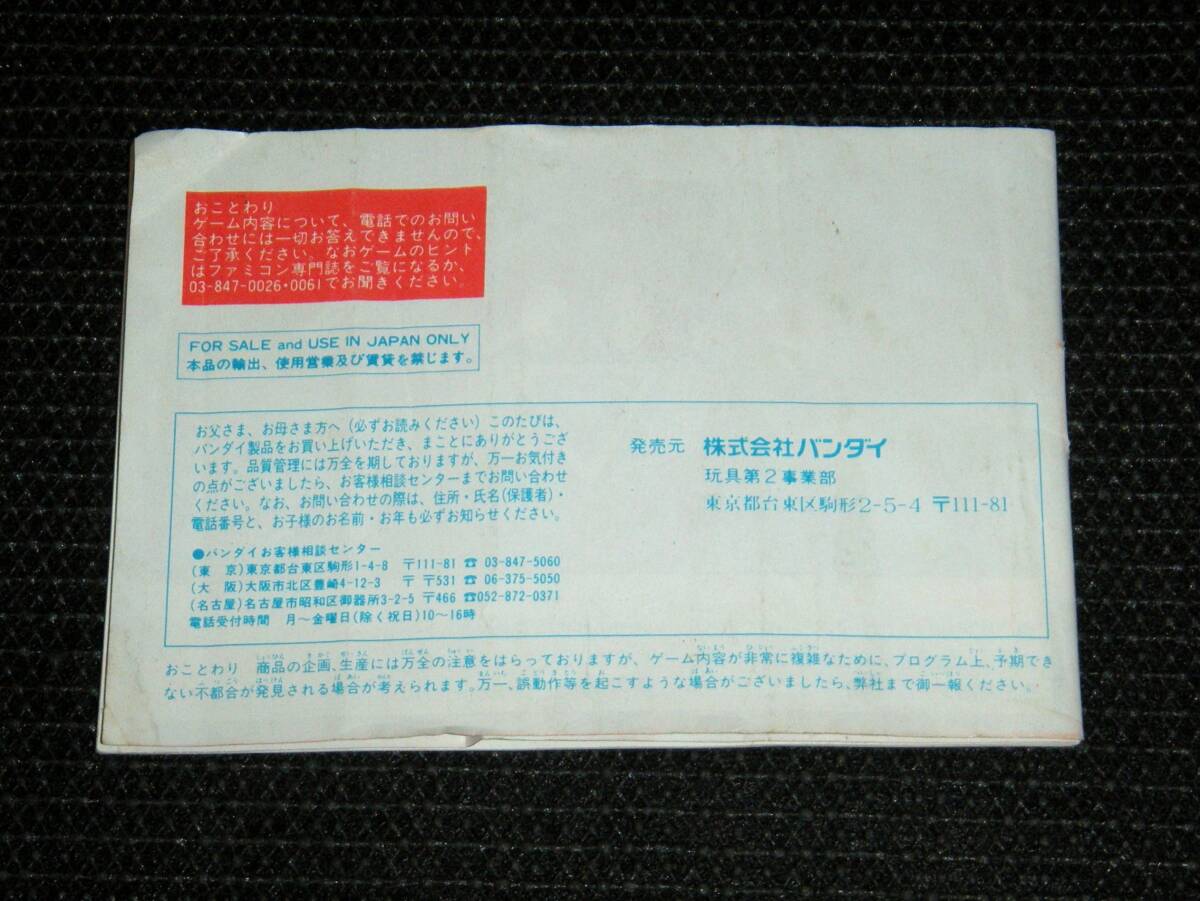 おことわり
ゲーム内容について、電話でのお問い
合わせには一切お答えできませんので、
ご了承ください。なおゲームのヒント
はファミコン専門誌をご覧になるか、
03-847-0026・0061でお聞きください。
FOR SALE and USE IN JAPAN ONLY
本品の輸出、使用営業及び賃貸を禁じます。
お父さま、お母さま方へ(必ずお読みください)このたびは、
バンダイ製品をお買い上げいただき、まことにありがとうござ
います。品質管理には万全を期しておりますが、万一お気付き
の点がございましたら、お客様相談センターまでお問い合わせ
ください。なお、お問い合わせの際は、住所・氏名(保護者)・
電話番号と、お子様のお名前・お年も必ずお知らせください。
●バンダイお客様相談センター
(東 京)東京都台東区駒形1-4-8 〒111-81 ☎ 03-847-5060
(大 阪)大阪市北区豊崎4-12-3 〒 〒531 ☎ 06-375-5050
(名古屋)名古屋市昭和区御器所3-2-5 〒466 ☎052-872-0371
電話受付時間 月〜金曜日(除く祝日)10〜16時
発売元 株式会社バンダイ
玩具第2事業部
東京都台東区駒形2-5-4 〒111-81
おことわり 商品の企画、生産には万全の注意をはらっておりますが、ゲーム内容が非常に複雑なために、プログラム上、予期でき
ない不都合が発見される場合が考えられます。万一、誤動作等を起こすような場合がございましたら、弊社まで御一報ください。